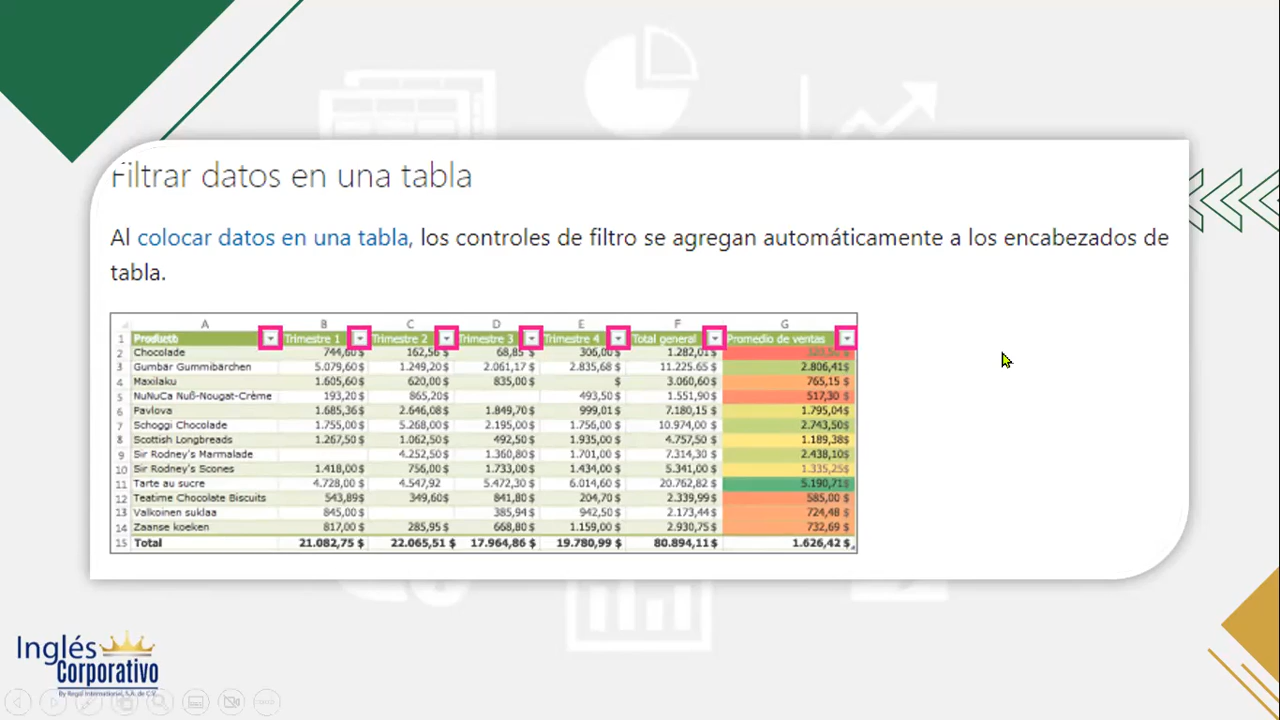 Filtrar datos en una tabla
Al colocar datos en una tabla, los controles de filtro se agregan automáticamente a los encabezados de
tabla.
A B C D E F G
1 Producto Trimestre 1 Trimestre 2 Trimestre 3 Trimestre 4 Total general Promedio de ventas
2 Chocolade 744,60 $ 162,56 $ 68,85 $ 306,00 $ 1.282,01 $
3 Gumbär Gummibärchen 5.079,60 $ 1.249,20 $ 2.061,17 $ 2.835,68 $ 11.225.65 $ 2.806,41 $
4 Maxilaku 1.605,60 $ 620,00 $ 835,00 $ $ 3.060,60 $ 765,15 $
5 NuNuCa Nuß-Nougat-Crème 193,20 $ 865,20 $ 493,50 $ 1.551,90 $ 517,30 $
6 Pavlova 1.685,36 $ 2.646,08 $ 1.849,70 $ 999,01 $ 7.180,15 $ 1.795,04 $
7 Schoggi Chocolade 1.755,00 $ 5.268,00 $ 2.195,00 $ 1.756,00 $ 10.974,00 $ 2.743,50 $
8 Scottish Longbreads 1.267,50 $ 1.062,50 $ 492,50 $ 1.935,00 $ 4.757,50 $ 1.189,38 $
9 Sir Rodney's Marmalade 4.252,50 $ 1.360,80 $ 1.701,00 $ 7.314,30 $ 2.438,10 $
10 Sir Rodney's Scones 1.418,00 $ 756,00 $ 1.733,00 $ 1.434,00 $ 5.341,00 $ 1.335,25 $
11 Tarte au sucre 4.728,00 $ 4.547,92 5.472,30 $ 6.014,60 $ 20.762,82 $ 5.190,71 $
12 Teatime Chocolate Biscuits 543,89 $ 349,60 $ 841,80 $ 204,70 $ 2.339,99 $ 585,00 $
13 Valkoinen suklaa 845,00 $ 385,94 $ 942,50 $ 2.173,44 $ 724,48 $
14 Zaanse koeken 817,00 $ 285,95 $ 668,80 $ 1.159,00 $ 2.930,75 $ 732,69 $
15 Total 21.082,75 $ 22.065,51 $ 17.964,86 $ 19.780,99 $ 80.894,11 $ 1.626,42 $
Inglés
Corporativo
By Regal International, S.A. de C.V.